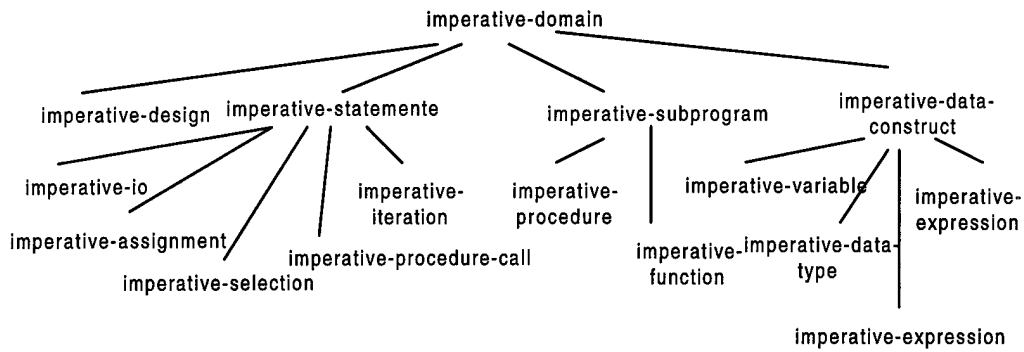 imperative-domain
imperative-design
imperative-statemente
imperative-subprogram
imperative-data-
construct
imperative-io
imperative-assignment
imperative-selection
imperative-procedure-call
imperative-
iteration
imperative-
procedure
imperative-
function
imperative-variable
imperative-data-
type
imperative-expression
imperative-
expression